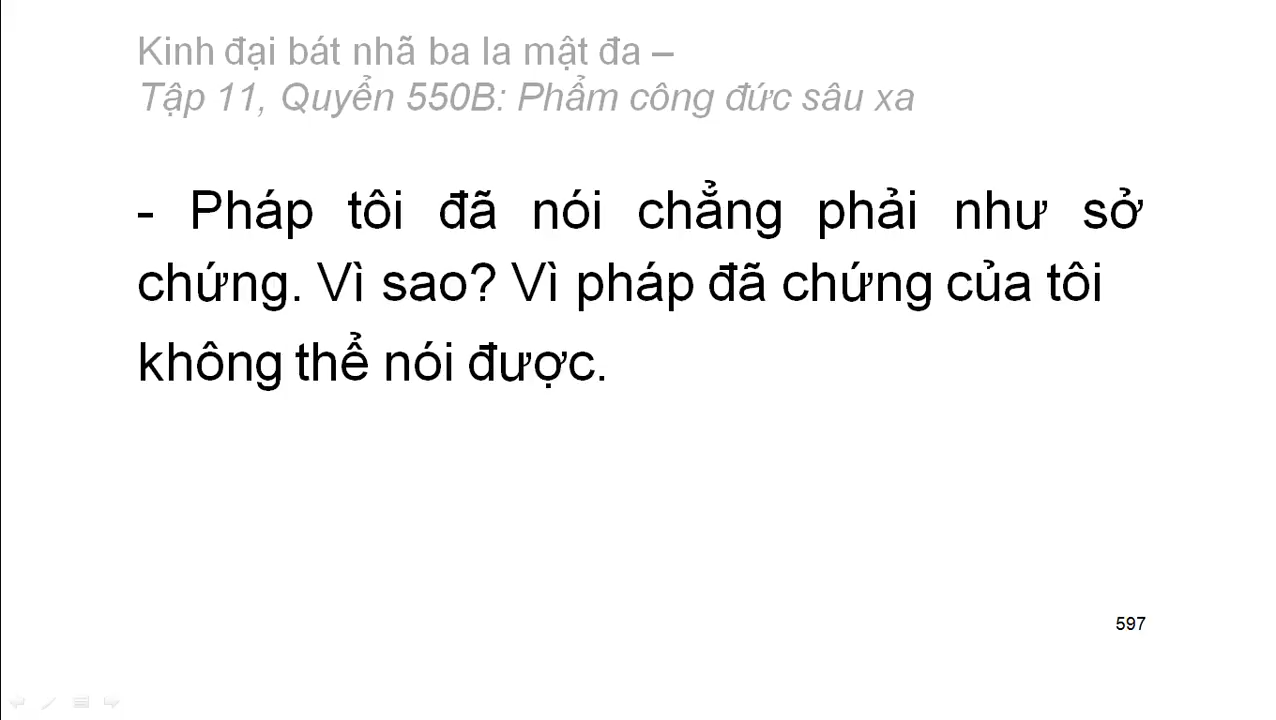 Kinh đại bát nhã ba la mật đa –
Tập 11, Quyển 550B: Phẩm công đức sâu xa
- Pháp tôi đã nói chẳng phải như sở
chứng. Vì sao? Vì pháp đã chứng của tôi
không thể nói được.
597